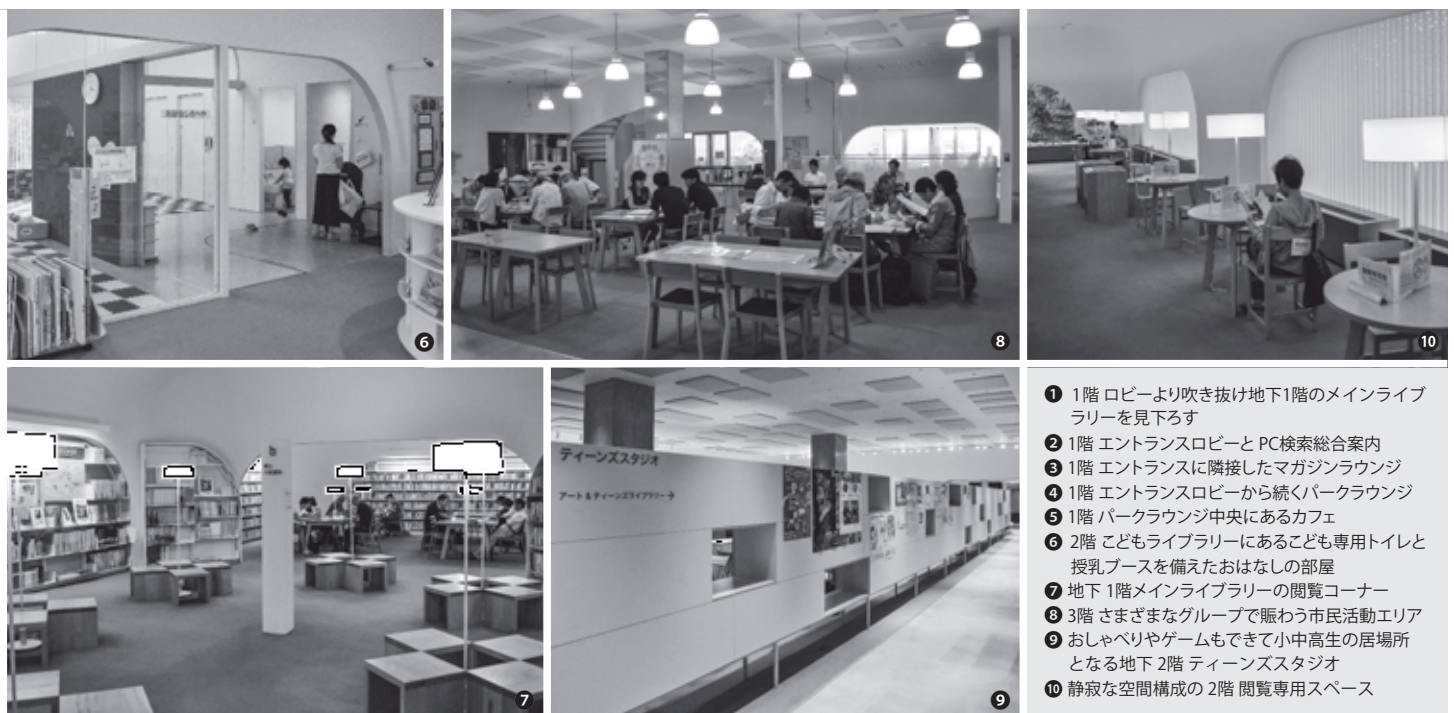 6
8
10
ティーンズスタジオ
アート & ティーンズライブラリー →
b
7
9
❶ 1階 ロビーより吹き抜け地下1階のメインライブ
ラリーを見下ろす
❷ 1階 エントランスロビーと PC検索総合案内
❸ 1階 エントランスに隣接したマガジンラウンジ
❹ 1階 エントランスロビーから続くパークラウンジ
❺ 1階 パークラウンジ中央にあるカフェ
❻ 2階 こどもライブラリーにあるこども専用トイレと
授乳ブースを備えたおはなしの部屋
❼ 地下 1階メインライブラリーの閲覧コーナー
❽ 3階 さまざまなグループで賑わう市民活動エリア
❾ おしゃべりやゲームもできて小中高生の居場所
となる地下 2階 ティーンズスタジオ
❿ 静寂な空間構成の 2階 閲覧専用スペース